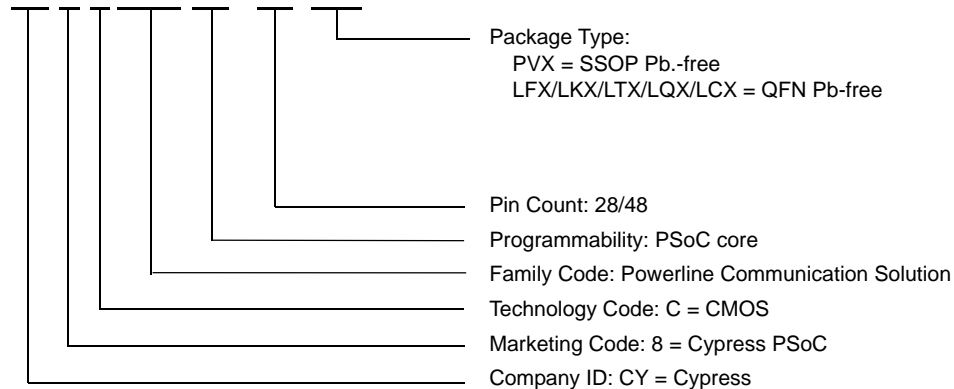 Package Type:
PVX = SSOP Pb.-free
LFX/LKX/LTX/LQX/LCX = QFN Pb-free
Pin Count: 28/48
Programmability: PSoC core
Family Code: Powerline Communication Solution
Technology Code: C = CMOS
Marketing Code: 8 = Cypress PSoC
Company ID: CY = Cypress